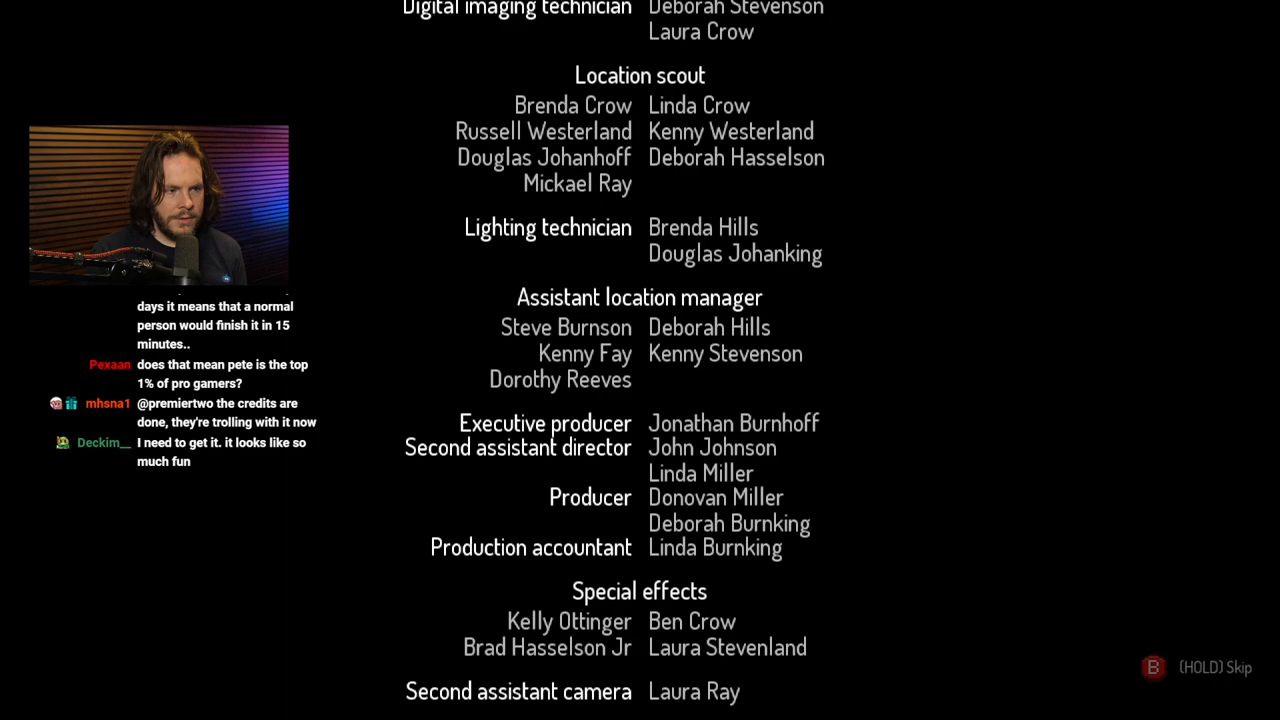 Digital imaging technician Deborah Stevenson
Laura Crow
Location scout
Brenda Crow Linda Crow
Russell Westerland Kenny Westerland
Douglas Johanhoff Deborah Hasselson
Mickael Ray
Lighting technician Brenda Hills
Douglas Johanking
Assistant location manager
Steve Burnson Deborah Hills
Kenny Fay Kenny Stevenson
Dorothy Reeves
Executive producer Jonathan Burnhoff
Second assistant director John Johnson
Linda Miller
Producer Donovan Miller
Deborah Burnking
Production accountant Linda Burnking
Special effects
Kelly Ottinger Ben Crow
Brad Hasselson Jr Laura Stevenland
Second assistant camera Laura Ray
days it means that a normal
person would finish it in 15
minutes..
Pexaan does that mean pete is the top
1% of pro gamers?
mhsna1 @premiertwo the credits are
done, they're trolling with it now
Deckim__ I need to get it. it looks like so
much fun
B (HOLD) Skip